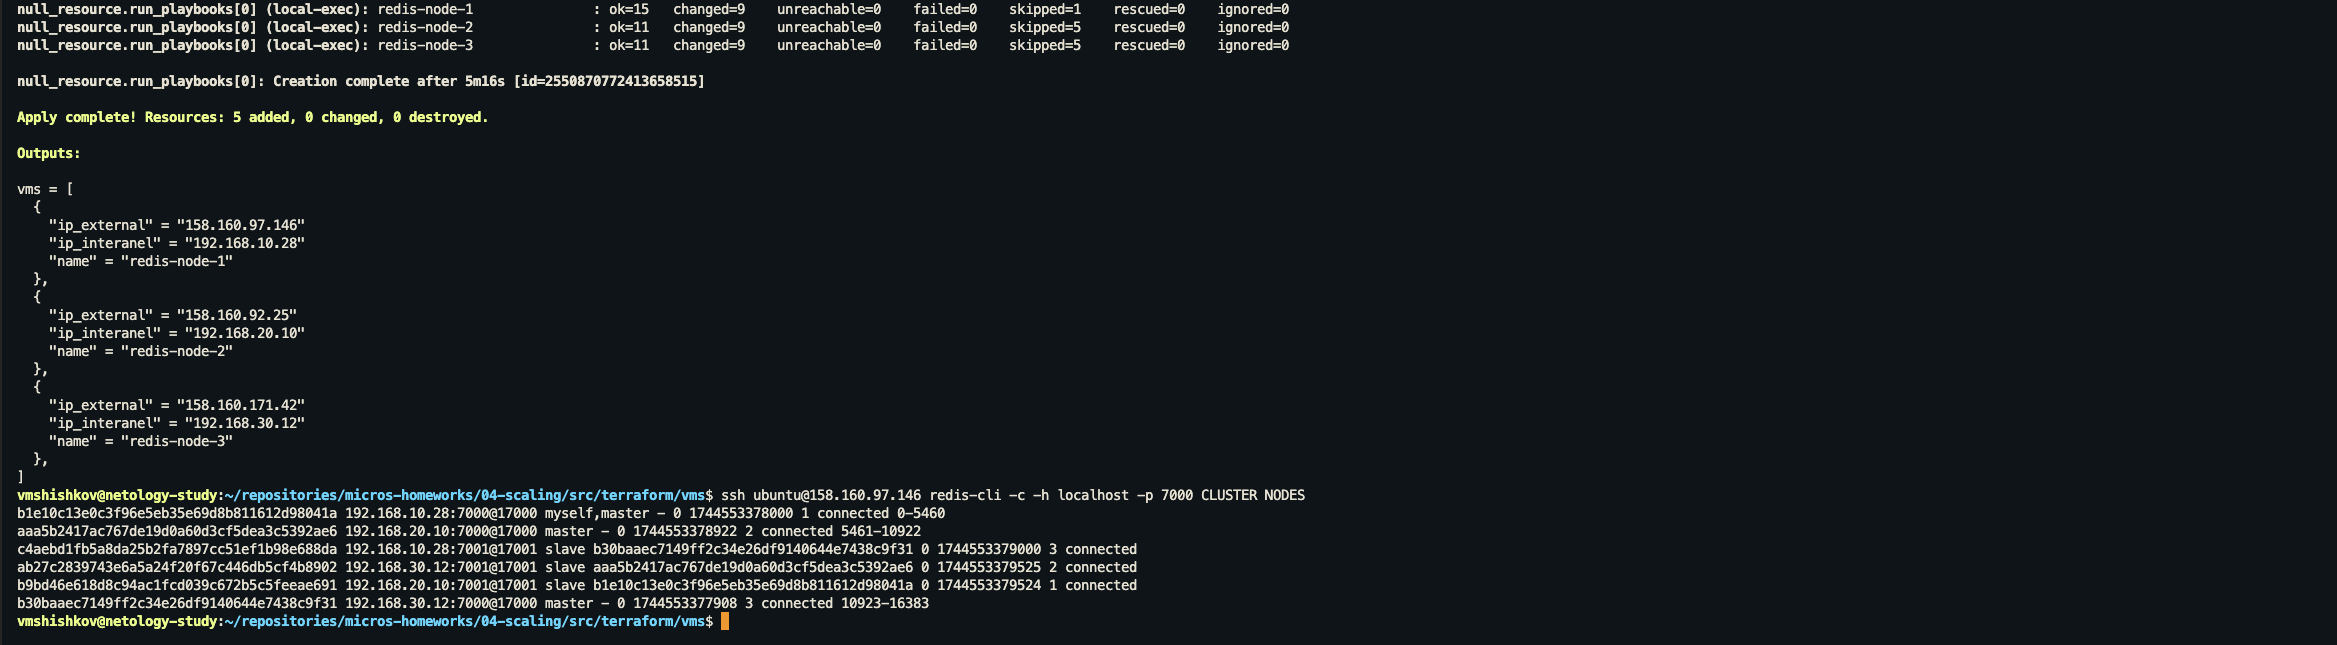 null_resource.run_playbooks[0] (local-exec): redis-node-1               : ok=15   changed=9    unreachable=0    failed=0    skipped=1    rescued=0    ignored=0
null_resource.run_playbooks[0] (local-exec): redis-node-2               : ok=11   changed=9    unreachable=0    failed=0    skipped=5    rescued=0    ignored=0
null_resource.run_playbooks[0] (local-exec): redis-node-3               : ok=11   changed=9    unreachable=0    failed=0    skipped=5    rescued=0    ignored=0
null_resource.run_playbooks[0]: Creation complete after 5m16s [id=2550870772413658515]
Apply complete! Resources: 5 added, 0 changed, 0 destroyed.
Outputs:
vms = [
  {
    "ip_external" = "158.160.97.146"
    "ip_interanel" = "192.168.10.28"
    "name" = "redis-node-1"
  },
  {
    "ip_external" = "158.160.92.25"
    "ip_interanel" = "192.168.20.10"
    "name" = "redis-node-2"
  },
  {
    "ip_external" = "158.160.171.42"
    "ip_interanel" = "192.168.30.12"
    "name" = "redis-node-3"
  },
]
vmshishkov@netology-study:~/repositories/micros-homeworks/04-scaling/src/terraform/vms$ ssh ubuntu@158.160.97.146 redis-cli -c -h localhost -p 7000 CLUSTER NODES
b1e10c13e0c3f96e5eb35e69d8b811612d98041a 192.168.10.28:7000@17000 myself,master - 0 1744553378000 1 connected 0-5460
aaa5b2417ac767de19d0a60d3cf5dea3c5392ae6 192.168.20.10:7000@17000 master - 0 1744553378922 2 connected 5461-10922
c4aebd1fb5a8da25b2fa7897cc51ef1b98e688da 192.168.10.28:7001@17001 slave b30baaec7149ff2c34e26df9140644e7438c9f31 0 1744553379000 3 connected
ab27c2839743e6a5a24f20f67c446db5cf4b8902 192.168.30.12:7001@17001 slave aaa5b2417ac767de19d0a60d3cf5dea3c5392ae6 0 1744553379525 2 connected
b9bd46e618d8c94ac1fcd039c672b5c5feeae691 192.168.20.10:7001@17001 slave b1e10c13e0c3f96e5eb35e69d8b811612d98041a 0 1744553379524 1 connected
b30baaec7149ff2c34e26df9140644e7438c9f31 192.168.30.12:7000@17000 master - 0 1744553377908 3 connected 10923-16383
vmshishkov@netology-study:~/repositories/micros-homeworks/04-scaling/src/terraform/vms$